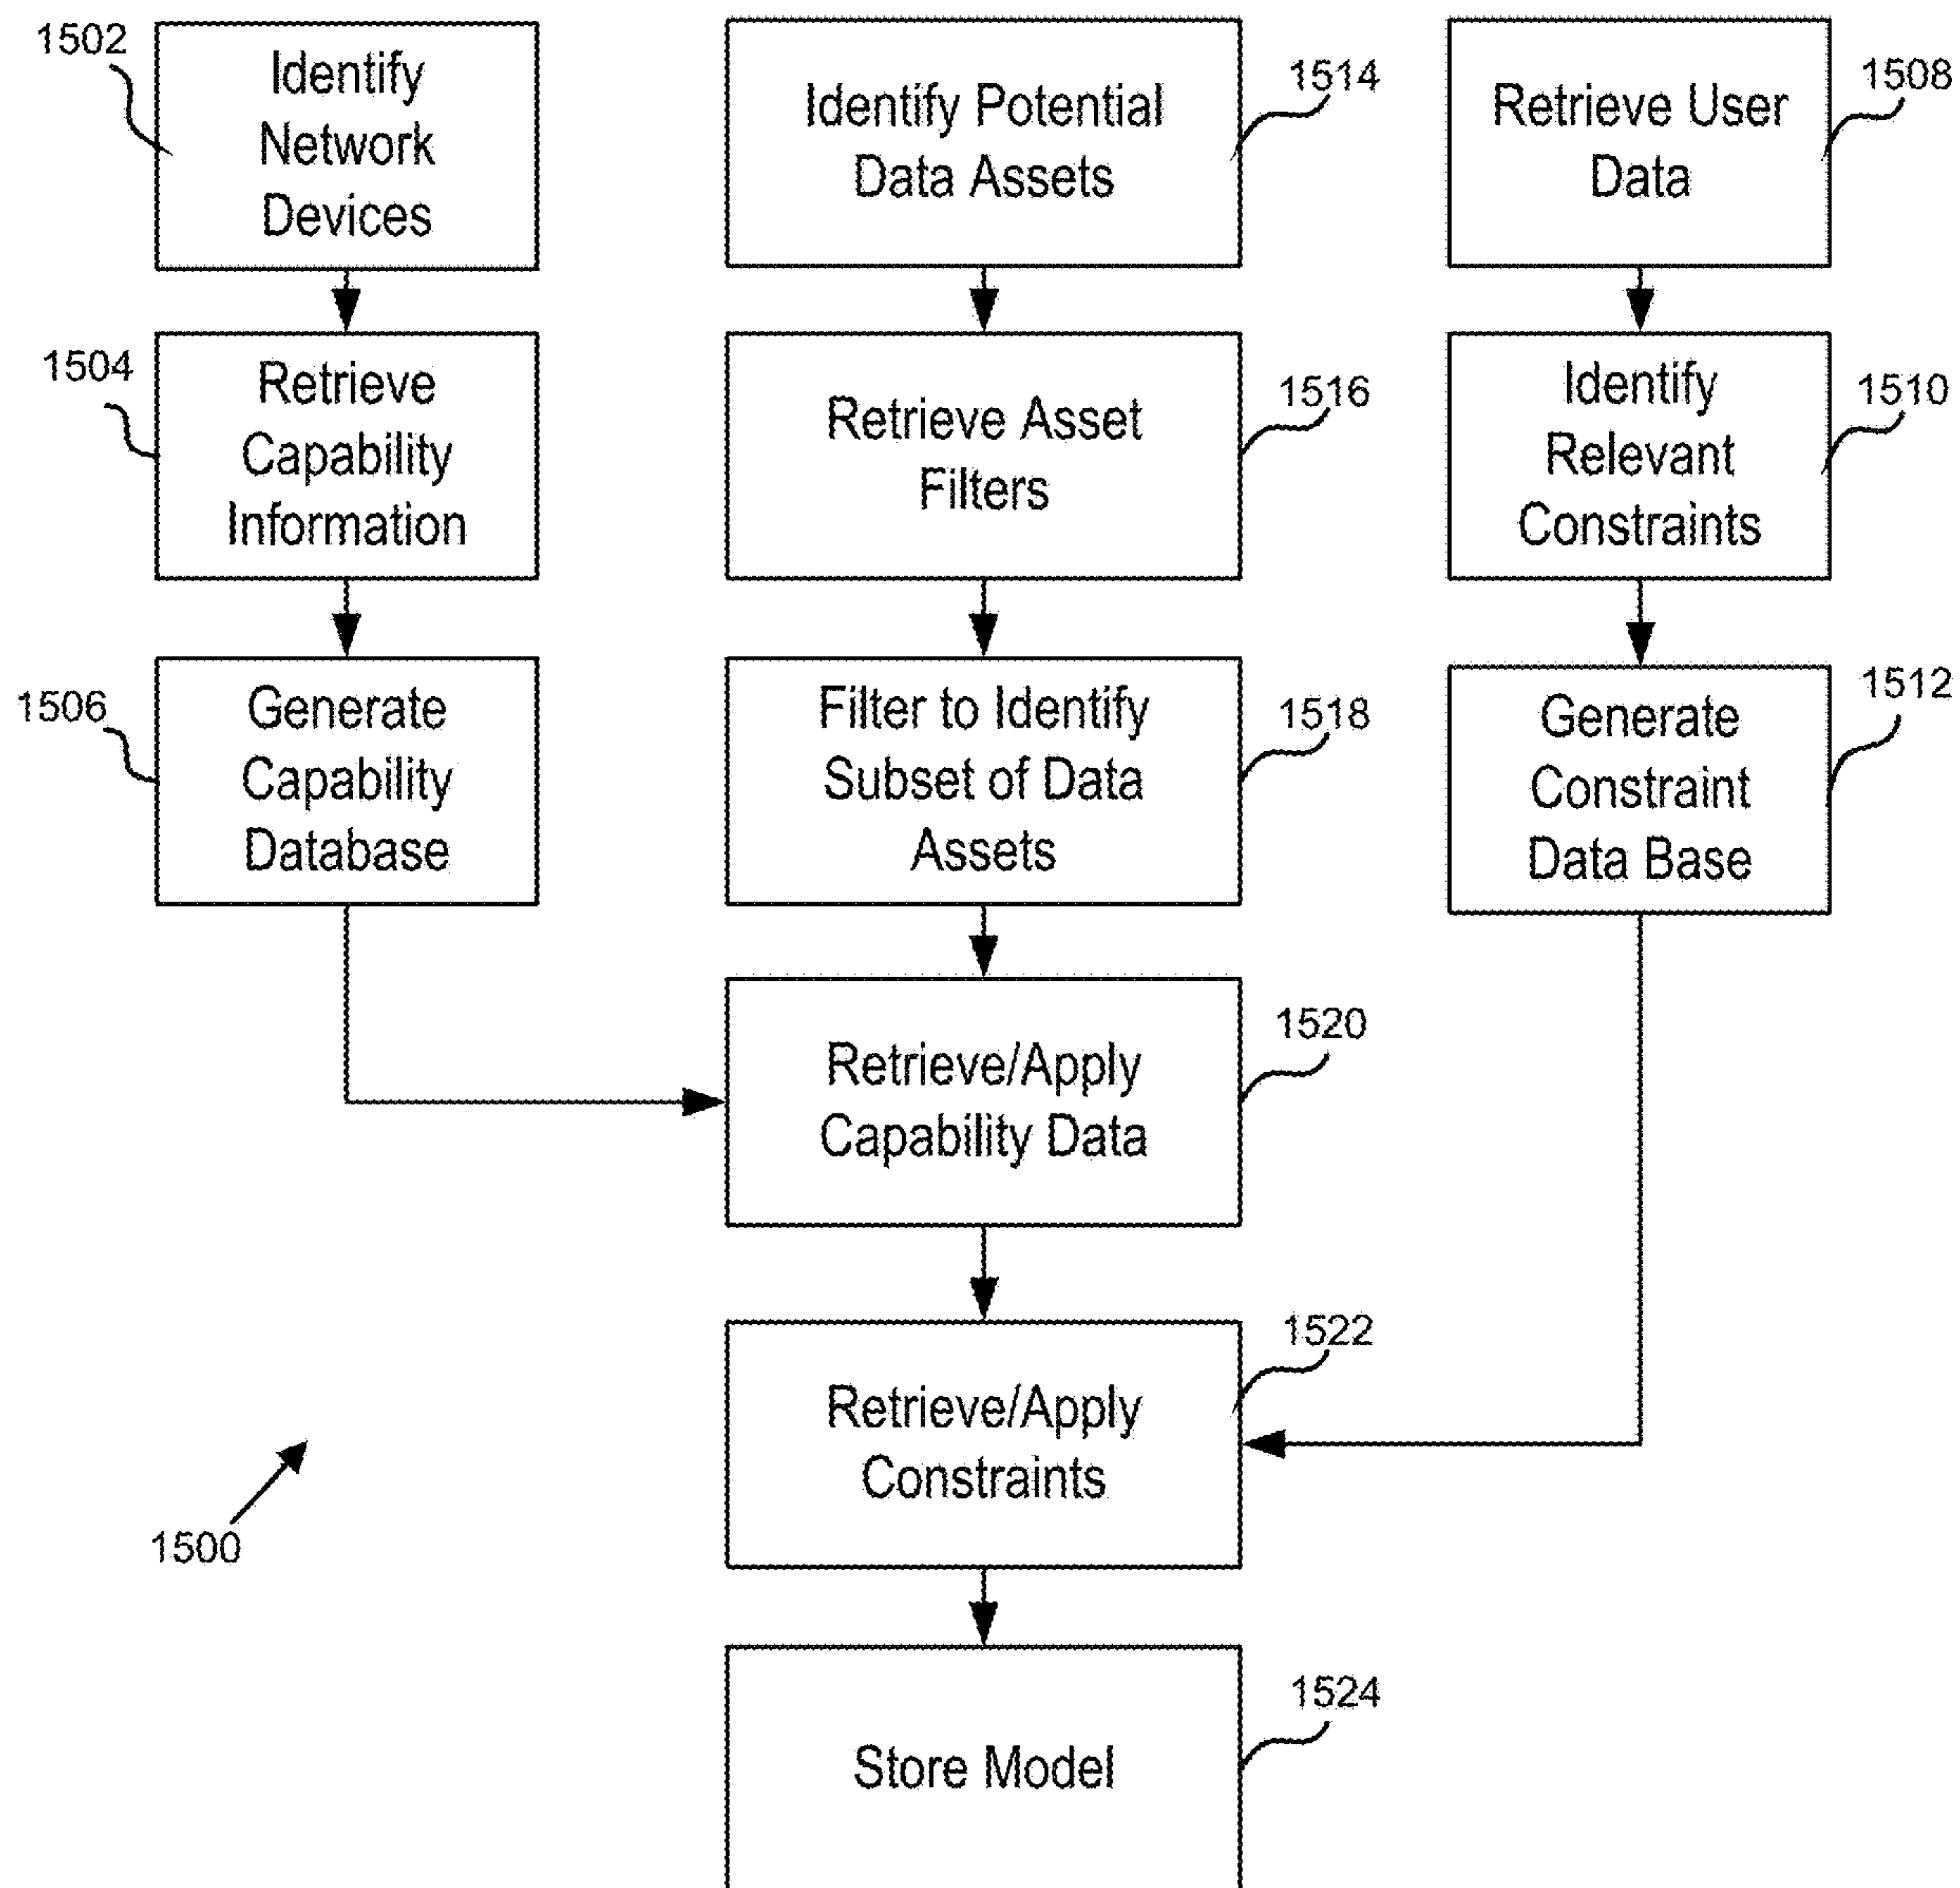 1502
Identify
Network
Devices
1504
Retrieve
Capability
Information
1506
Generate
Capability
Database
Identify Potential
Data Assets
1514
Retrieve Asset
Filters
1516
Filter to Identify
Subset of Data
Assets
1518
Retrieve/Apply
Capability Data
1520
Retrieve/Apply
Constraints
1522
Store Model
1524
Retrieve User
Data
1508
Identify
Relevant
Constraints
1510
Generate
Constraint
Data Base
1512
1500